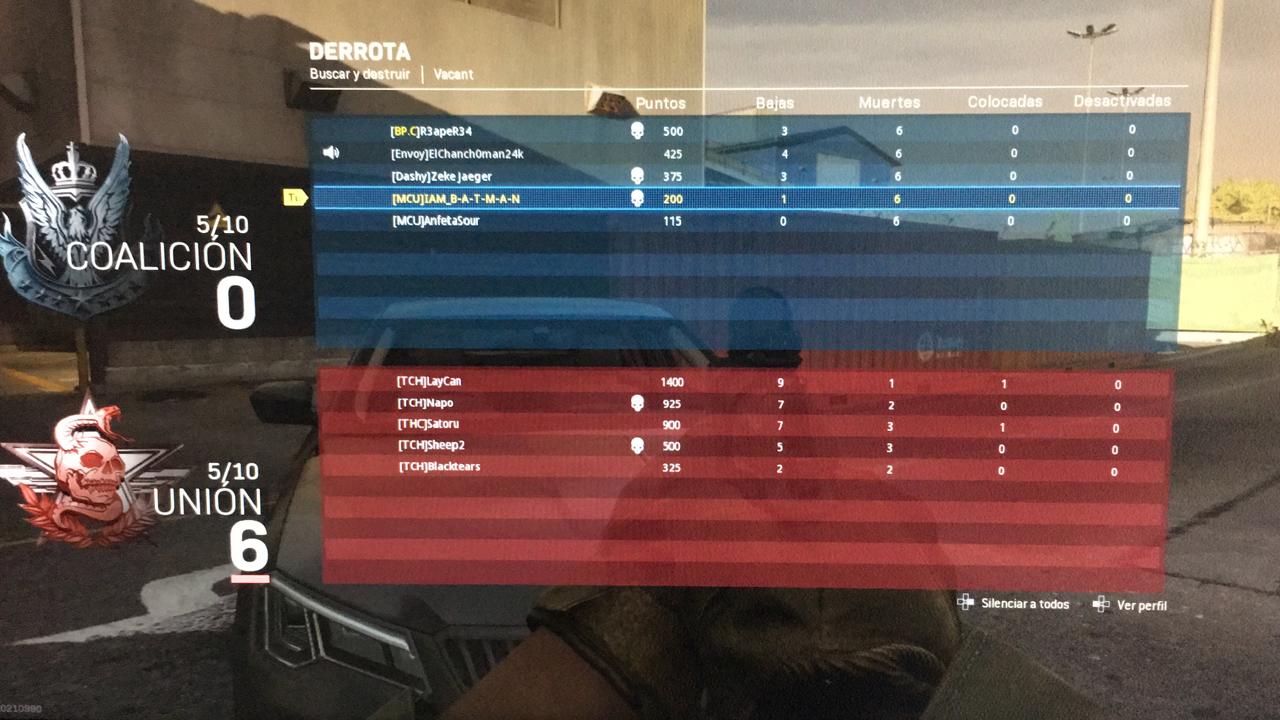 DERROTA
Buscar y destruir | Vacant
Puntos Bajas Muertes Colocadas Desactivadas
[BP.C]R3apeR34 500 3 6 0 0
[Envoy]ElChanch0man24k 425 4 6 0 0
[Dashy]Zeke Jaeger 375 3 6 0 0
[MCU]IAM_B-A-T-M-A-N 200 1 6 0 0
[MCU]AnfetaSour 115 0 6 0 0
5/10
COALICIÓN
0
[TCH]LayCan 1400 9 1 1 0
[TCH]Napo 925 7 2 0 0
[THC]Satoru 900 7 3 1 0
[TCH]Sheep2 500 5 3 0 0
[TCH]Blacktears 325 2 2 0 0
5/10
UNIÓN
6
Silenciar a todos Ver perfil